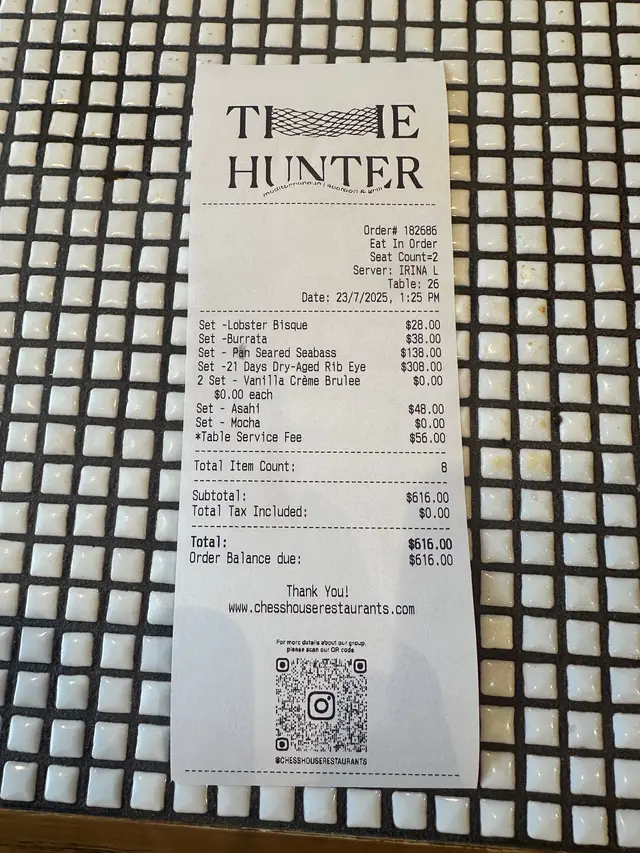 THE
HUNTER
mediterranean seafood & grill
Order# 182686
Eat In Order
Seat Count=2
Server: IRINA L
Table: 26
Date: 23/7/2025, 1:25 PM
Set -Lobster Bisque $28.00
Set -Burrata $38.00
Set - Pan Seared Seabass $138.00
Set -21 Days Dry-Aged Rib Eye $308.00
2 Set - Vanilla Crème Brulee $0.00
$0.00 each
Set - Asahi $48.00
Set - Mocha $0.00
*Table Service Fee $56.00
Total Item Count: 8
Subtotal: $616.00
Total Tax Included: $0.00
Total: $616.00
Order Balance due: $616.00
Thank You!
www.chesshouserestaurants.com
For more details about our group,
please scan our QR code.
@CHESSHOUSERESTAURANTS